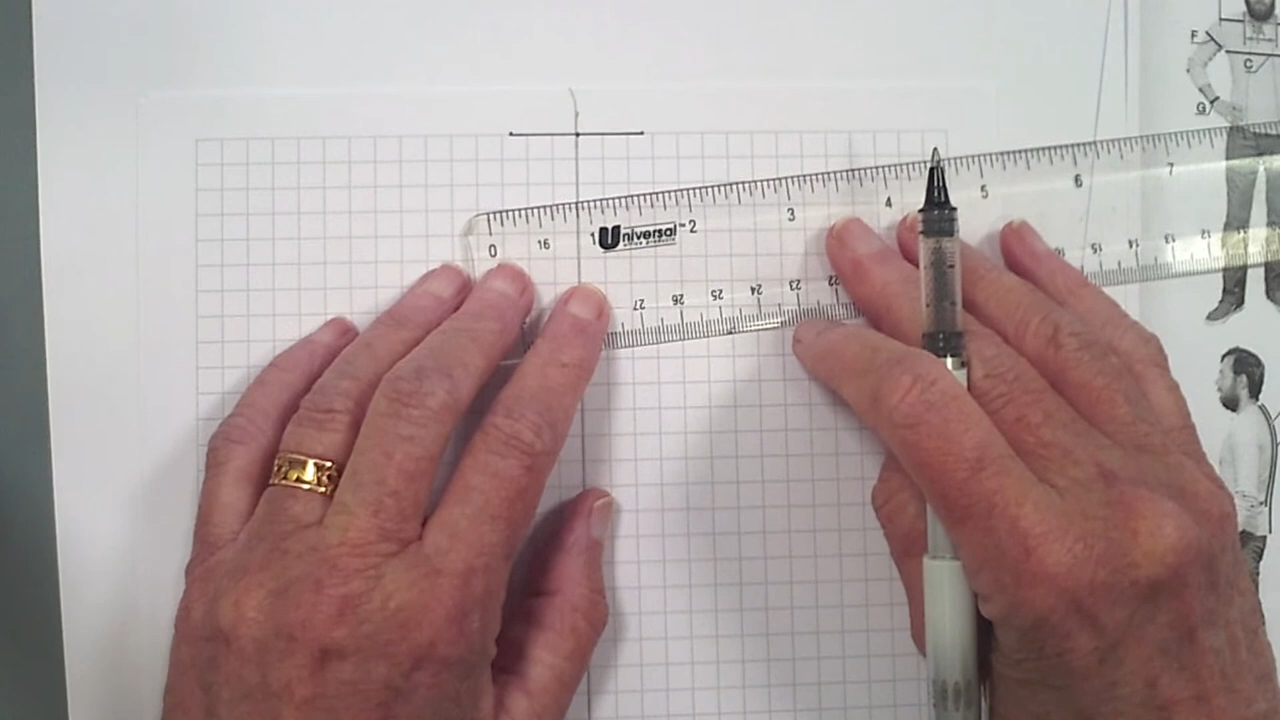 F
C
G
0 16 1 Universal™ 2 3 4 5 6 7
office products
27 26 25 24 23 22 15 14 13 12